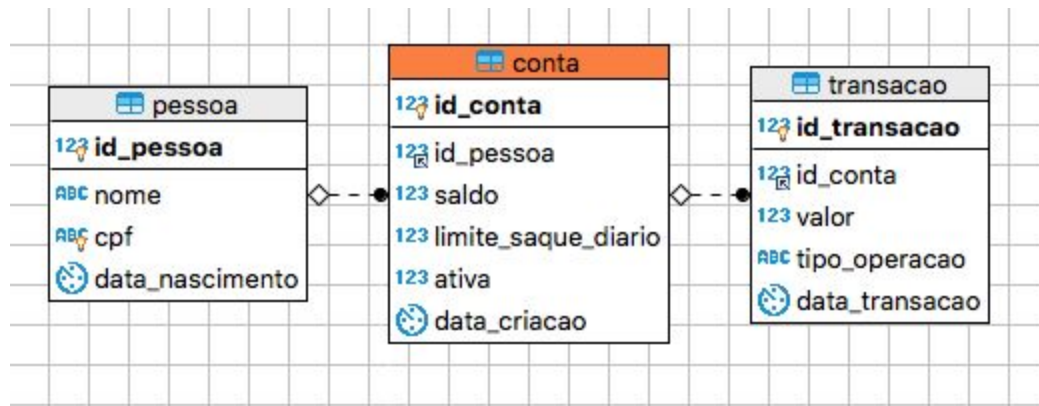 pessoa
123 id_pessoa
ABC nome
ABC cpf
data_nascimento
conta
123 id_conta
123 id_pessoa
123 saldo
123 limite_saque_diario
123 ativa
data_criacao
transacao
123 id_transacao
123 id_conta
123 valor
ABC tipo_operacao
data_transacao